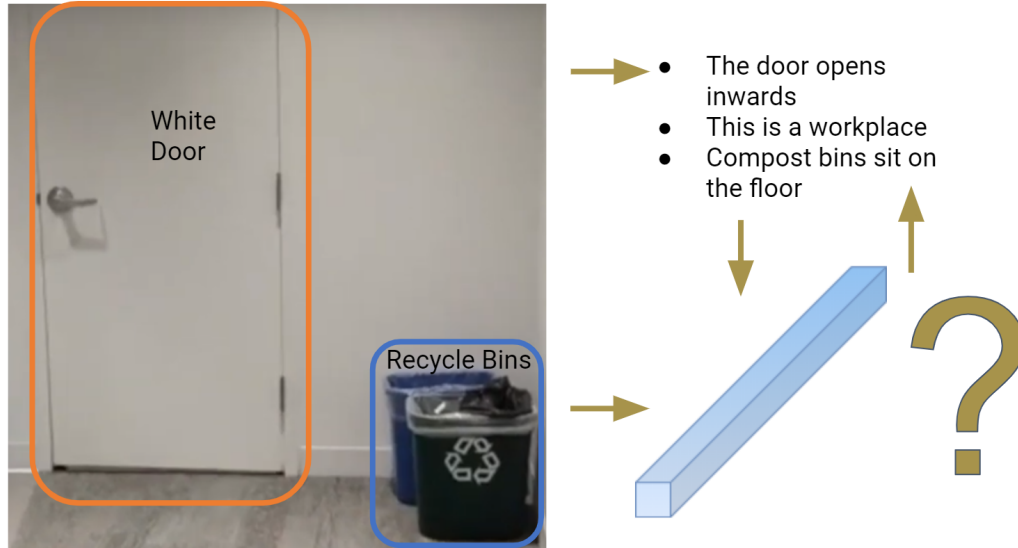 White
Door
Recycle Bins
● The door opens
inwards
● This is a workplace
● Compost bins sit on
the floor
?